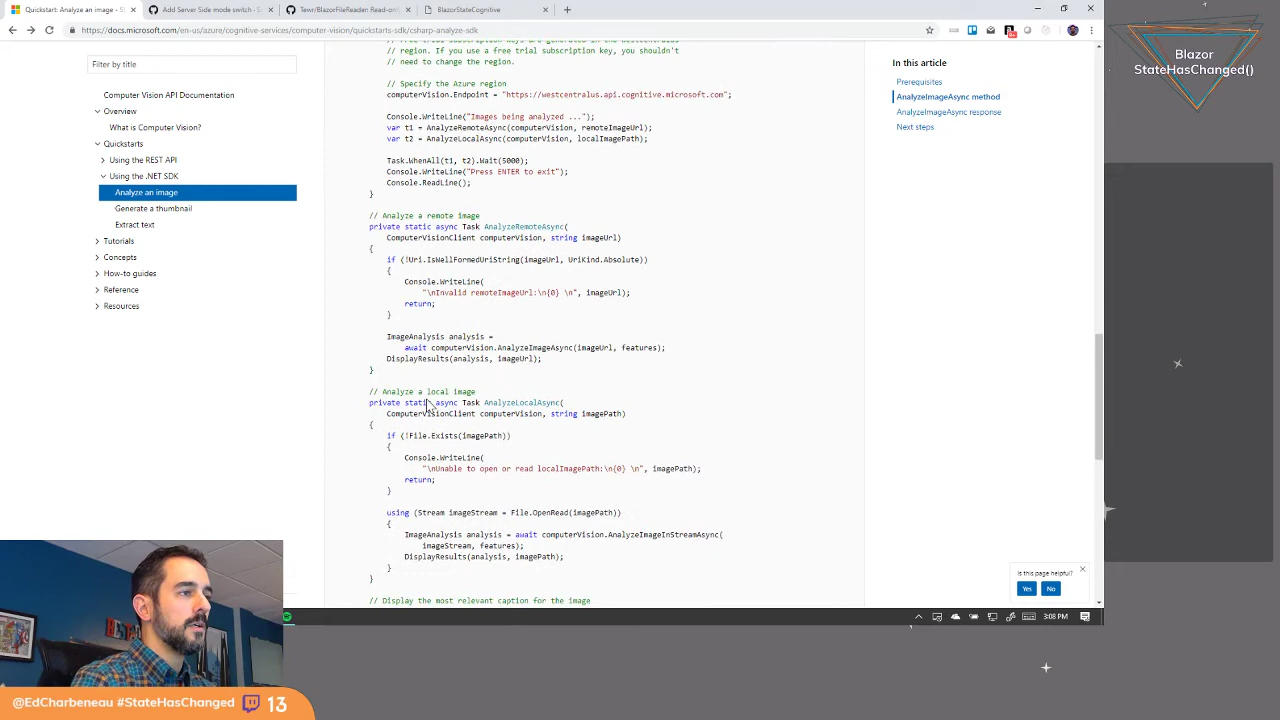 Quickstart: Analyze an image - S
Add Server Side mode switch · S
Tewr/BlazorFileReader: Read-onl
BlazorStateCognitive
https://docs.microsoft.com/en-us/azure/cognitive-services/computer-vision/quickstarts-sdk/csharp-analyze-sdk
Blazor
StateHasChanged()
Filter by title
Computer Vision API Documentation
Overview
What is Computer Vision?
Quickstarts
Using the REST API
Using the .NET SDK
Analyze an image
Generate a thumbnail
Extract text
Tutorials
Concepts
How-to guides
Reference
Resources
// region. If you use a free trial subscription key, you shouldn't
// need to change the region.
// Specify the Azure region
computerVision.Endpoint = "https://westcentralus.api.cognitive.microsoft.com";
Console.WriteLine("Images being analyzed ...");
var t1 = AnalyzeRemoteAsync(computerVision, remoteImageUrl);
var t2 = AnalyzeLocalAsync(computerVision, localImagePath);
Task.WhenAll(t1, t2).Wait(5000);
Console.WriteLine("Press ENTER to exit");
Console.ReadLine();
}
// Analyze a remote image
private static async Task AnalyzeRemoteAsync(
ComputerVisionClient computerVision, string imageUrl)
{
if (!Uri.IsWellFormedUriString(imageUrl, UriKind.Absolute))
{
Console.WriteLine(
"\nInvalid remoteImageUrl:\n{0} \n", imageUrl);
return;
}
ImageAnalysis analysis =
await computerVision.AnalyzeImageAsync(imageUrl, features);
DisplayResults(analysis, imageUrl);
}
// Analyze a local image
private static async Task AnalyzeLocalAsync(
ComputerVisionClient computerVision, string imagePath)
{
if (!File.Exists(imagePath))
{
Console.WriteLine(
"\nUnable to open or read localImagePath:\n{0} \n", imagePath);
return;
}
using (Stream imageStream = File.OpenRead(imagePath))
{
ImageAnalysis analysis = await computerVision.AnalyzeImageInStreamAsync(
imageStream, features);
DisplayResults(analysis, imagePath);
}
}
// Display the most relevant caption for the image
In this article
Prerequisites
AnalyzeImageAsync method
AnalyzeImageAsync response
Next steps
Is this page helpful?
Yes
No
3:08 PM
@EdCharbeneau #StateHasChanged 13